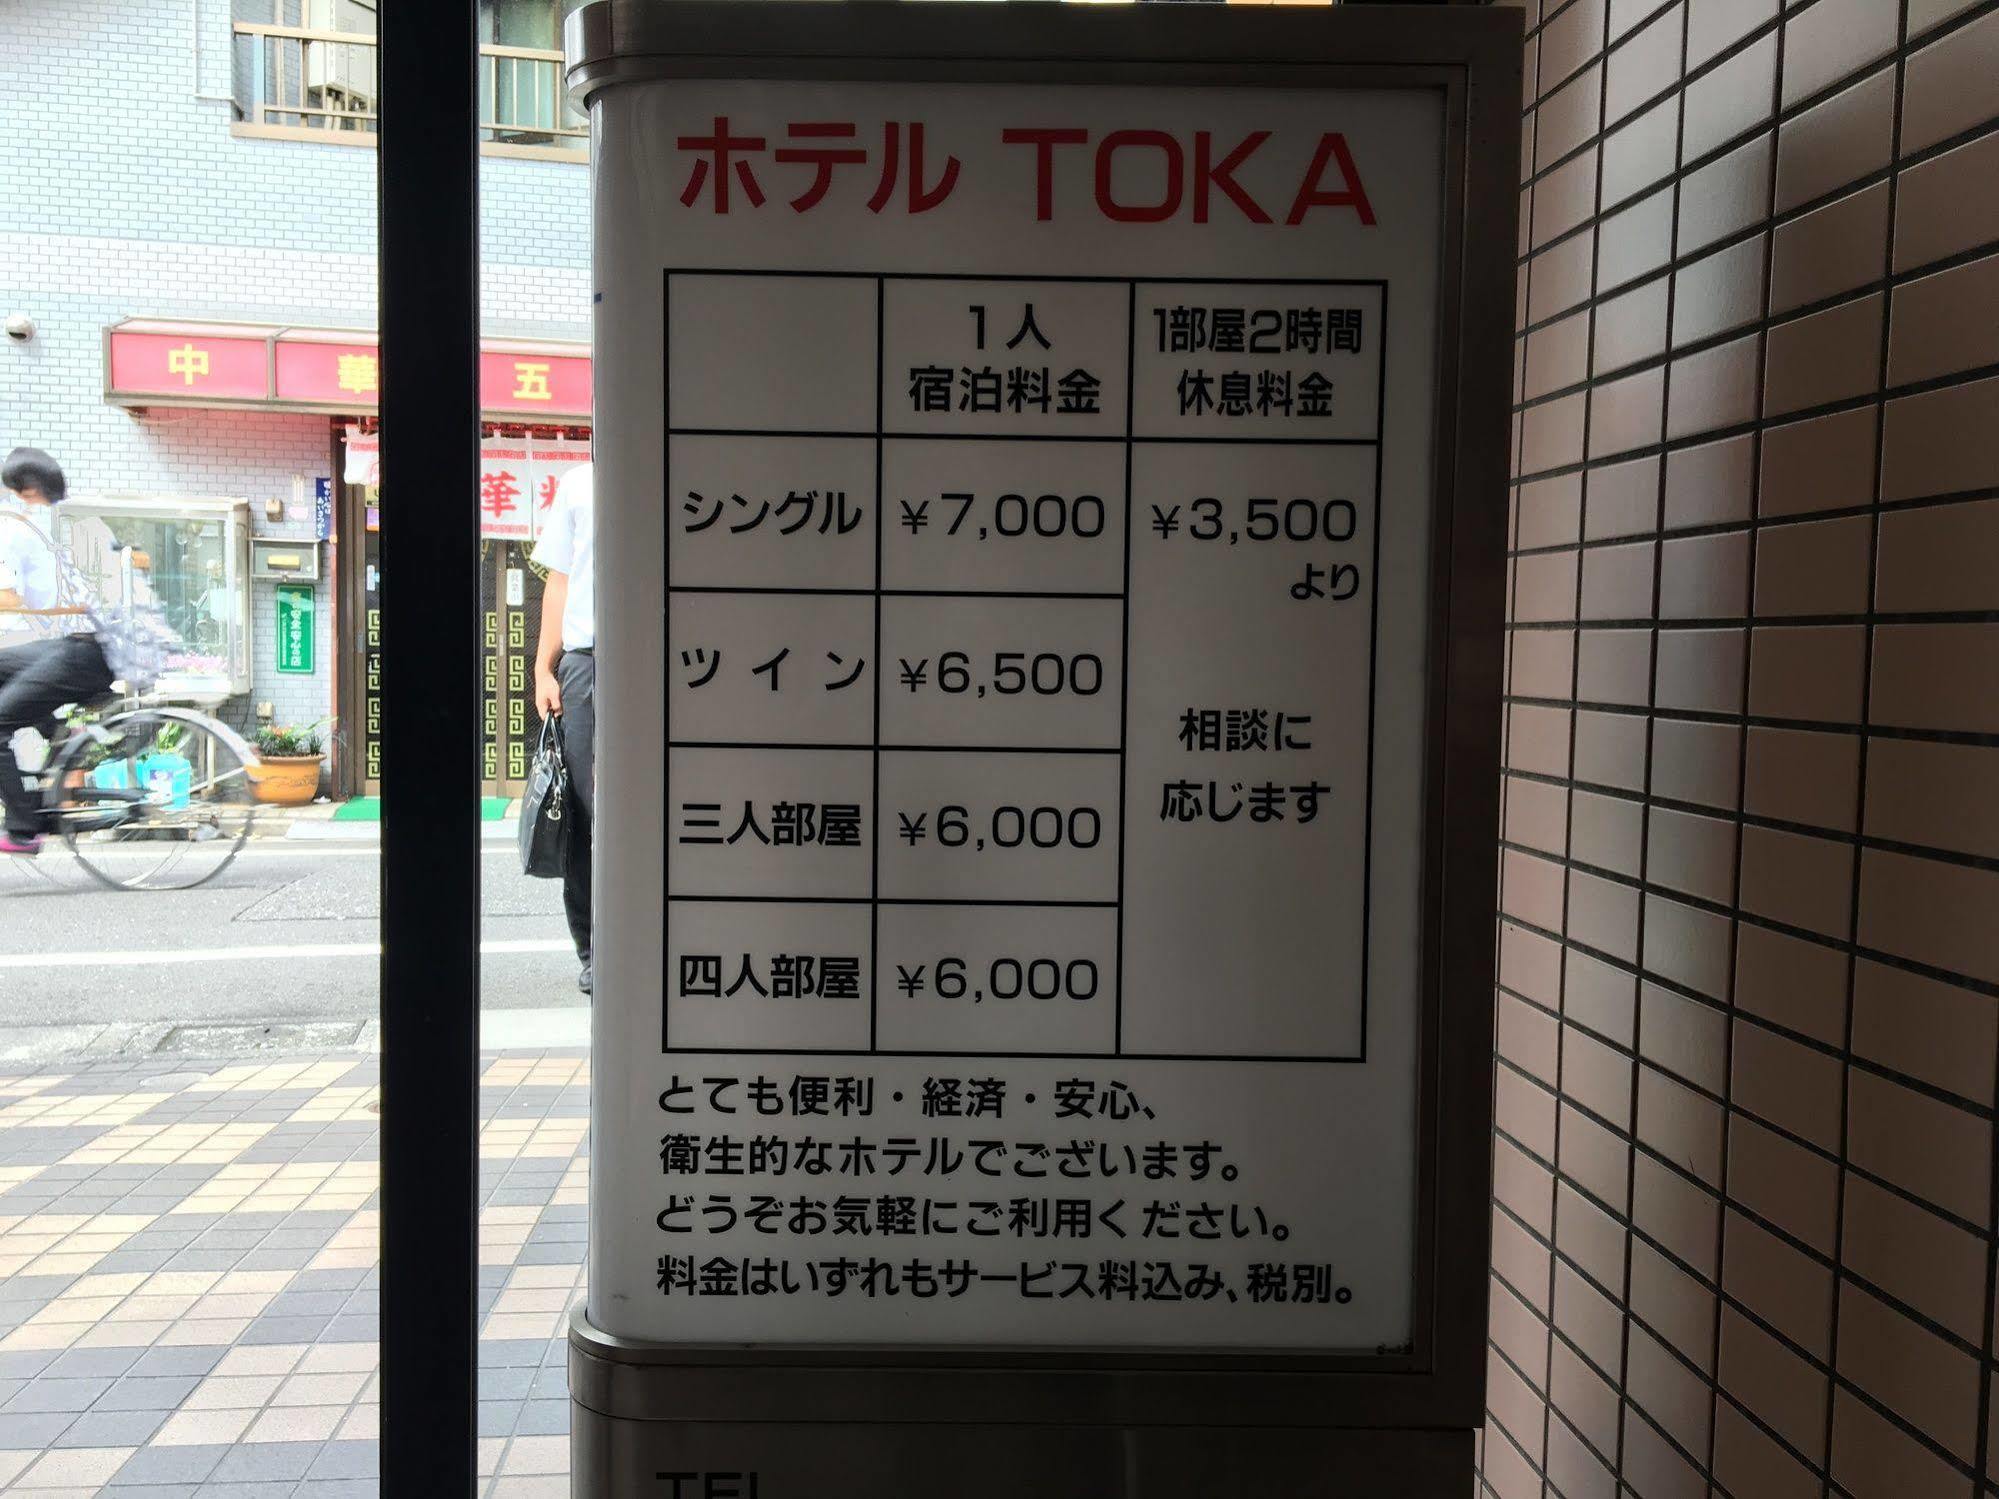 ホテル TOKA
1人
宿泊料金
1部屋2時間
休息料金
シングル ¥7,000 ¥3,500
より
ツイン ¥6,500
相談に
応じます
三人部屋 ¥6,000
四人部屋 ¥6,000
とても便利・経済・安心、
衛生的なホテルでございます。
どうぞお気軽にご利用ください。
料金はいずれもサービス料込み、税別。
TEL
中華 五
華 料